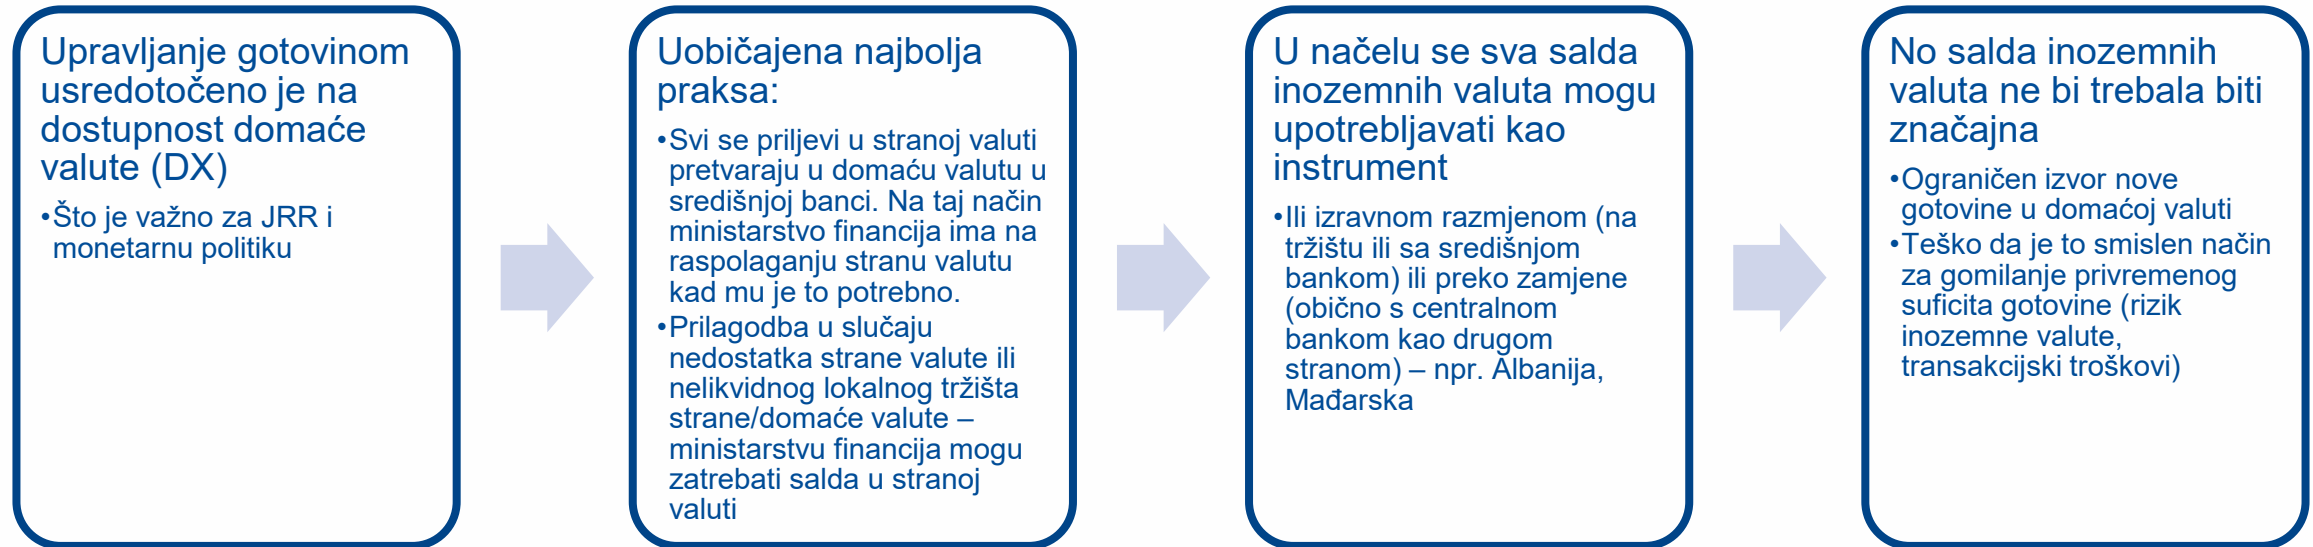 Upravljanje gotovinom
usredotočeno je na
dostupnost domaće
valute (DX)
•Što je važno za JRR i
monetarnu politiku
Uobičajena najbolja
praksa:
•Svi se priljevi u stranoj valuti
pretvaraju u domaću valutu u
središnjoj banci. Na taj način
ministarstvo financija ima na
raspolaganju stranu valutu
kad mu je to potrebno.
•Prilagodba u slučaju
nedostatka strane valute ili
nelikvidnog lokalnog tržišta
strane/domaće valute –
ministarstvu financija mogu
zatrebati salda u stranoj
valuti
U načelu se sva salda
inozemnih valuta mogu
upotrebljavati kao
instrument
•Ili izravnom razmjenom (na
tržištu ili sa središnjom
bankom) ili preko zamjene
(obično s centralnom
bankom kao drugom
stranom) – npr. Albanija,
Mađarska
No salda inozemnih
valuta ne bi trebala biti
značajna
•Ograničen izvor nove
gotovine u domaćoj valuti
•Teško da je to smislen način
za gomilanje privremenog
suficita gotovine (rizik
inozemne valute,
transakcijski troškovi)